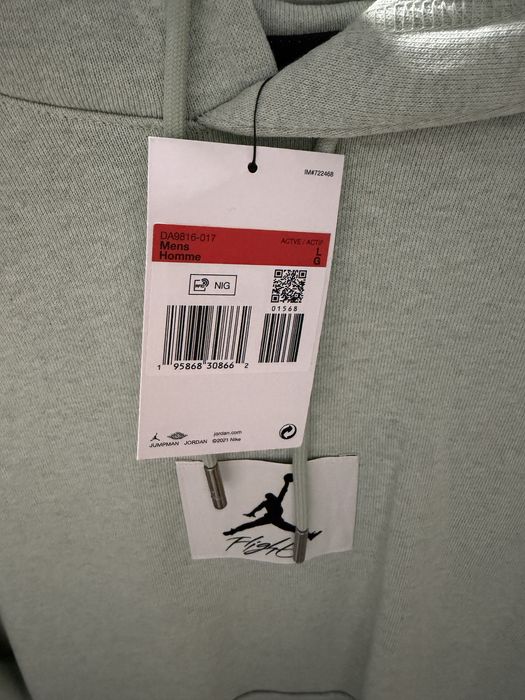 IM#722468
DA9816-017
Mens
Homme
ACTVE / ACTIF
L
G
NIG
01568
1 95868 30866 2
jordan.com
JUMPMAN JORDAN ©2021 Nike
Flight